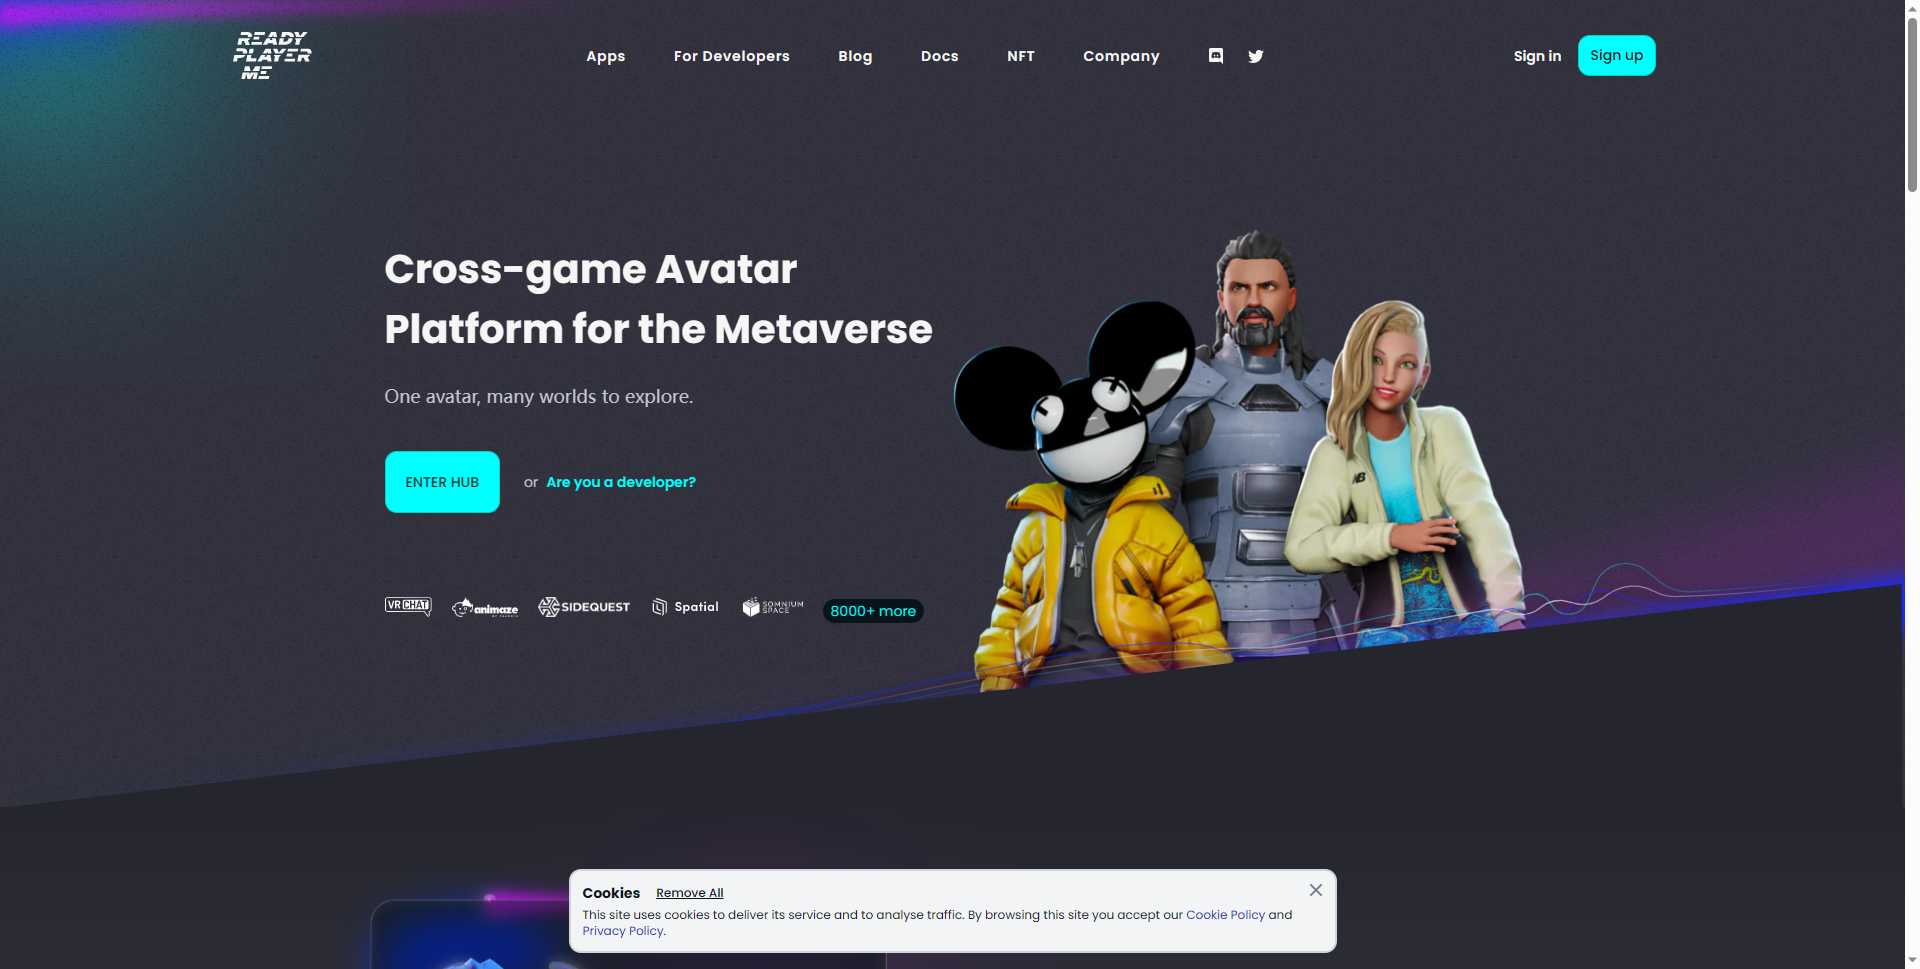 READY
PLAYER
ME
Apps
For Developers
Blog
Docs
NFT
Company
Sign in
Sign up
Cross-game Avatar
Platform for the Metaverse
One avatar, many worlds to explore.
ENTER HUB
or Are you a developer?
VRCHAT
animaze
SIDEQUEST
Spatial
SOMNIUM
SPACE
8000+ more
NB
Cookies
Remove All
This site uses cookies to deliver its service and to analyse traffic. By browsing this site you accept our Cookie Policy and
Privacy Policy.